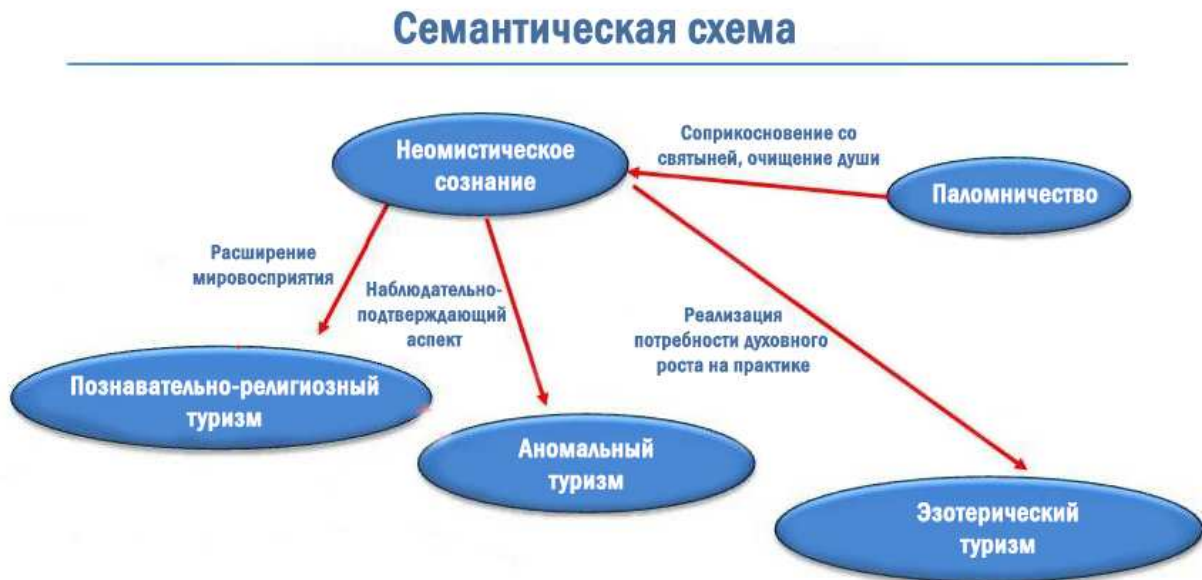 Семантическая схема
Неомистическое
сознание
Соприкосновение со
святыней, очищение души
Паломничество
Расширение
мировосприятия
Наблюдательно-
подтверждающий
аспект
Реализация
потребности духовного
роста на практике
Познавательно-религиозный
туризм
Аномальный
туризм
Эзотерический
туризм